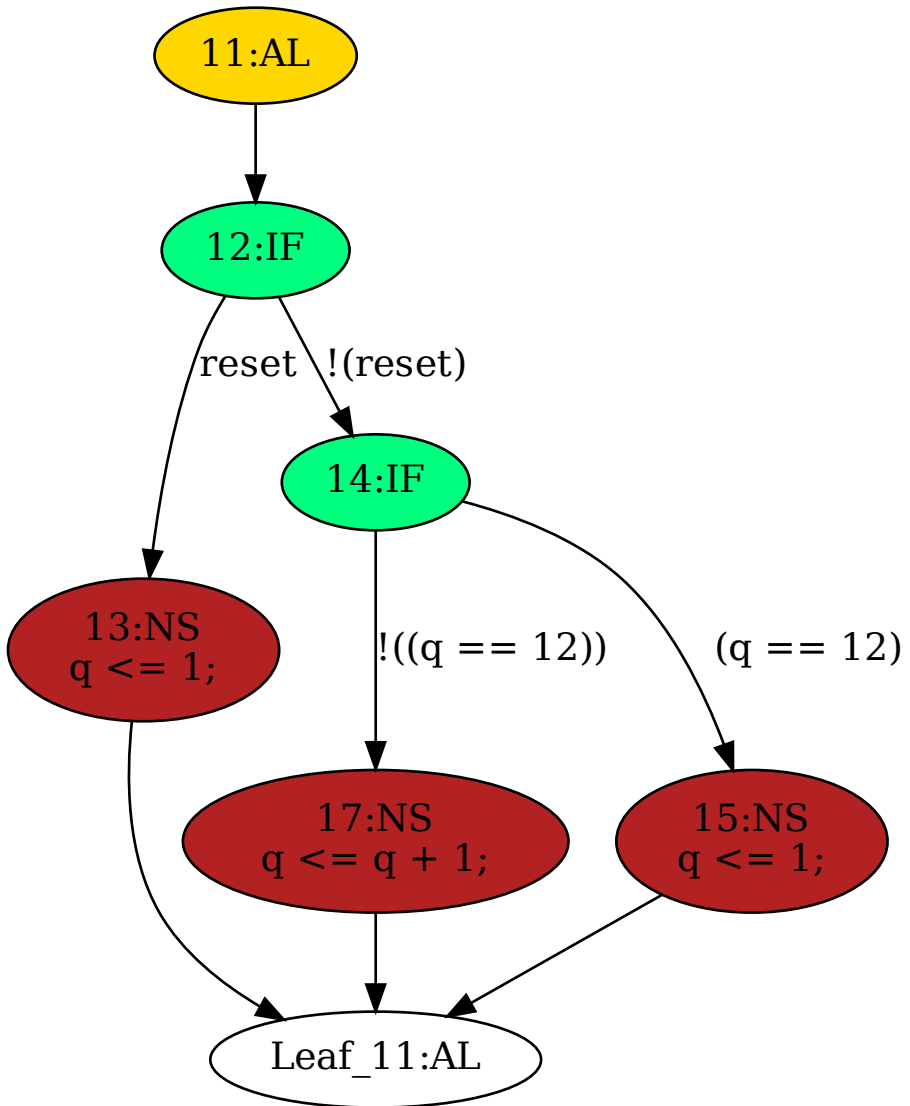 11:AL
12:IF
reset
!(reset)
14:IF
13:NS
q <= 1;
!((q == 12))
(q == 12)
17:NS
q <= q + 1;
15:NS
q <= 1;
Leaf_11:AL